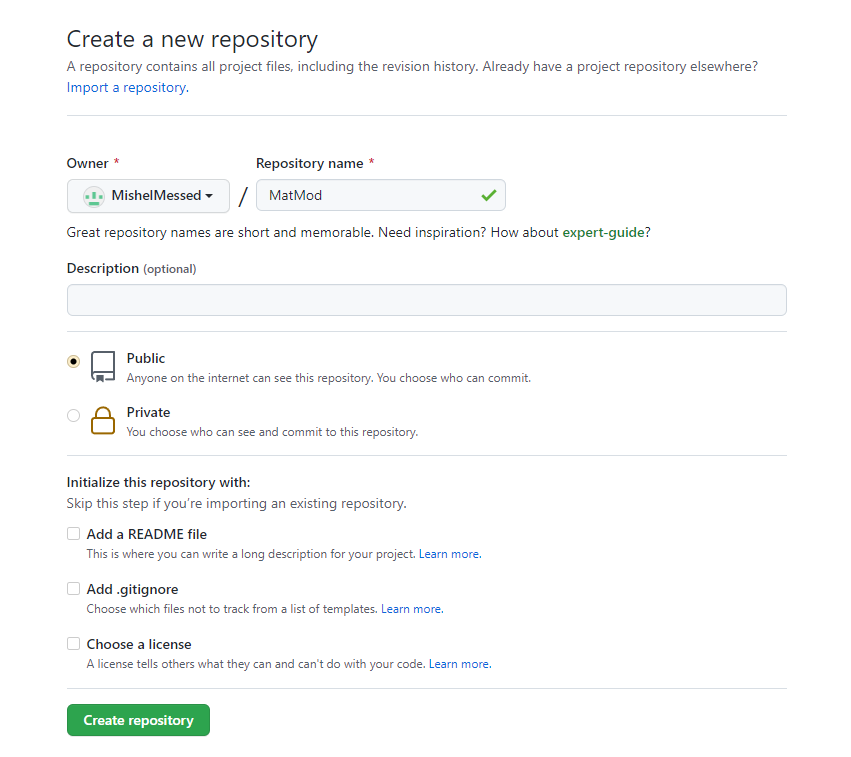 Create a new repository
A repository contains all project files, including the revision history. Already have a project repository elsewhere?
Import a repository.
Owner * Repository name *
MishelMessed / MatMod
Great repository names are short and memorable. Need inspiration? How about expert-guide?
Description (optional)
Public
Anyone on the internet can see this repository. You choose who can commit.
Private
You choose who can see and commit to this repository.
Initialize this repository with:
Skip this step if you're importing an existing repository.
Add a README file
This is where you can write a long description for your project. Learn more.
Add .gitignore
Choose which files not to track from a list of templates. Learn more.
Choose a license
A license tells others what they can and can't do with your code. Learn more.
Create repository